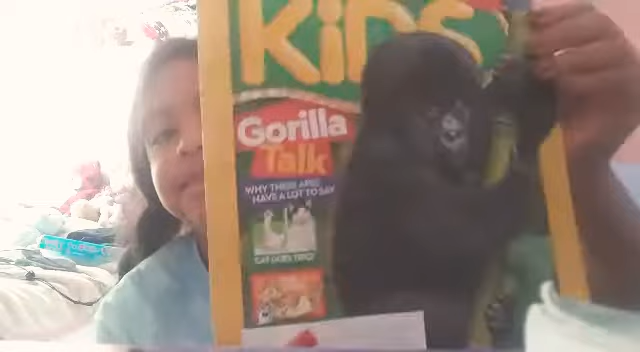 KiDS
Gorilla
Talk
WHY THESE APES
HAVE A LOT TO SAY